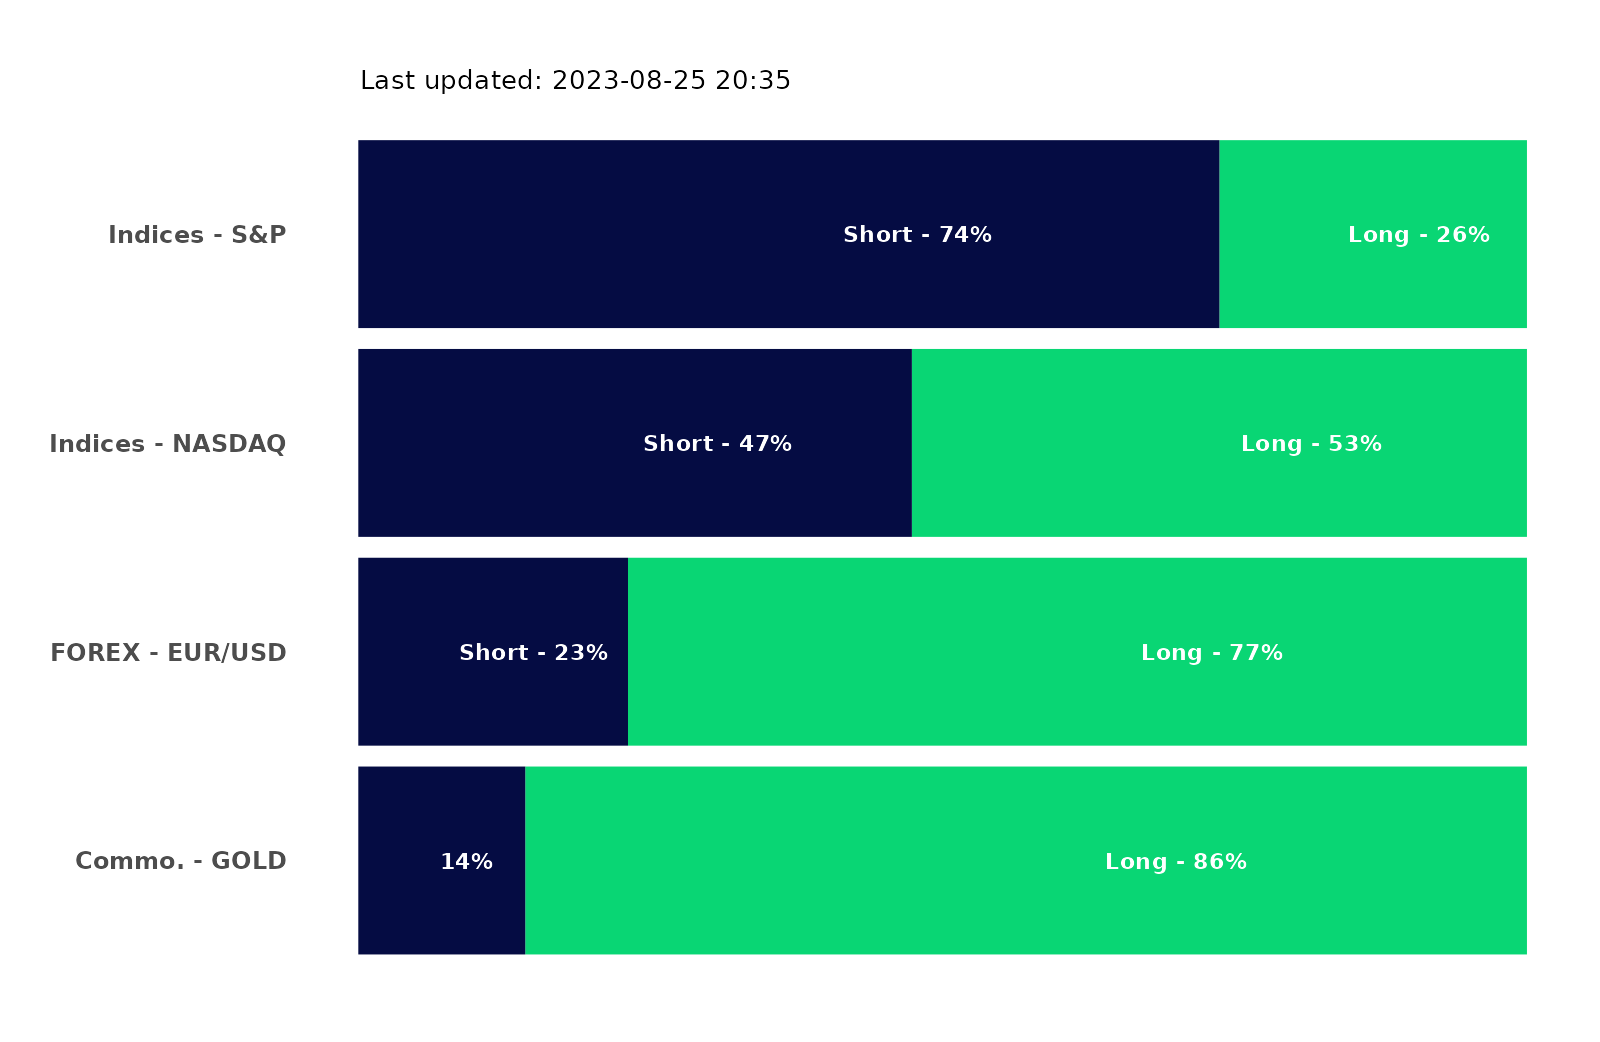 Last updated: 2023-08-25 20:35
Indices - S&P Short - 74% Long - 26%
Indices - NASDAQ Short - 47% Long - 53%
FOREX - EUR/USD Short - 23% Long - 77%
Commo. - GOLD 14% Long - 86%